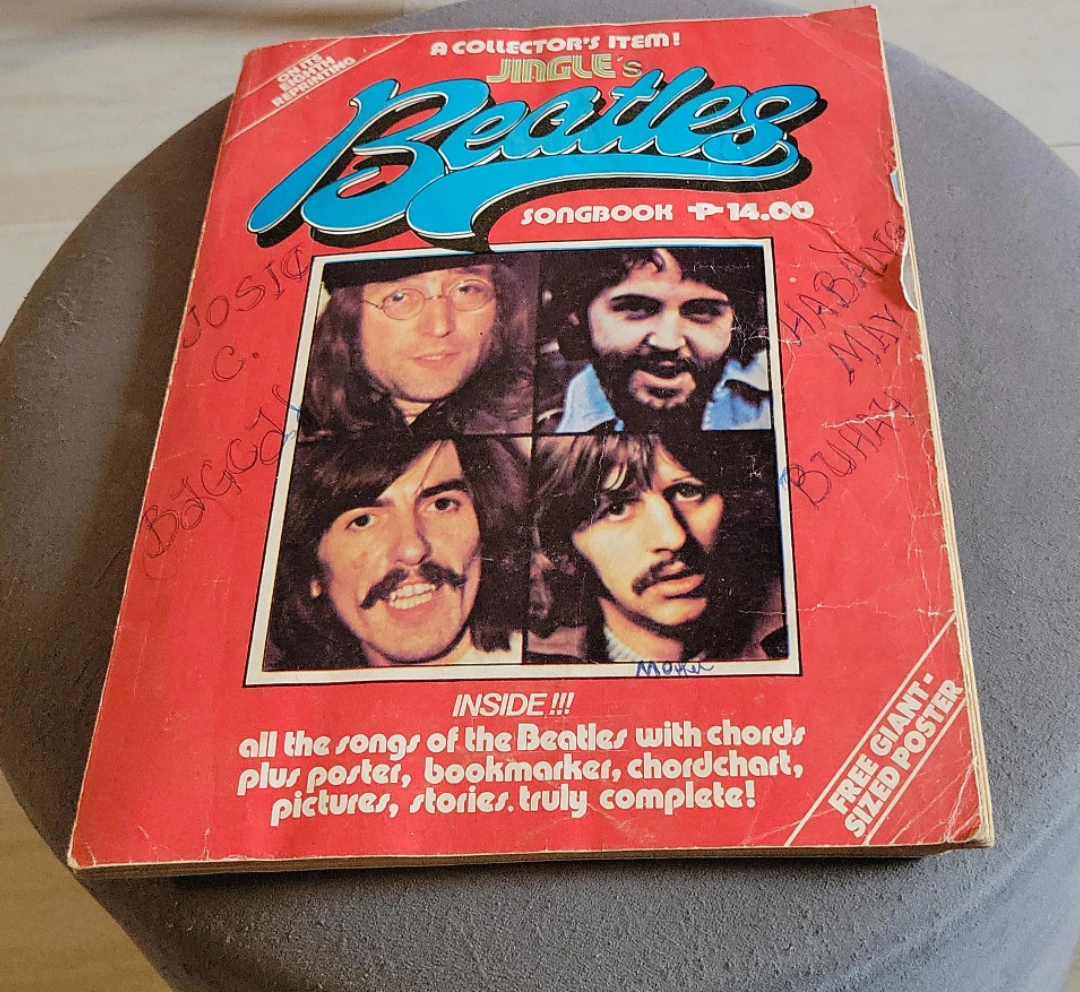 A COLLECTOR'S ITEM!
ON ITS
EIGHTH
REPRINTING
JINGLE's
Beatles
SONGBOOK ₱14.00
JOSIE
C.
HABANG
MAY
BUHAY
INSIDE!!!
all the songs of the Beatles with chords
plus poster, bookmarker, chordchart,
pictures, stories. truly complete!
FREE GIANT-
SIZED POSTER